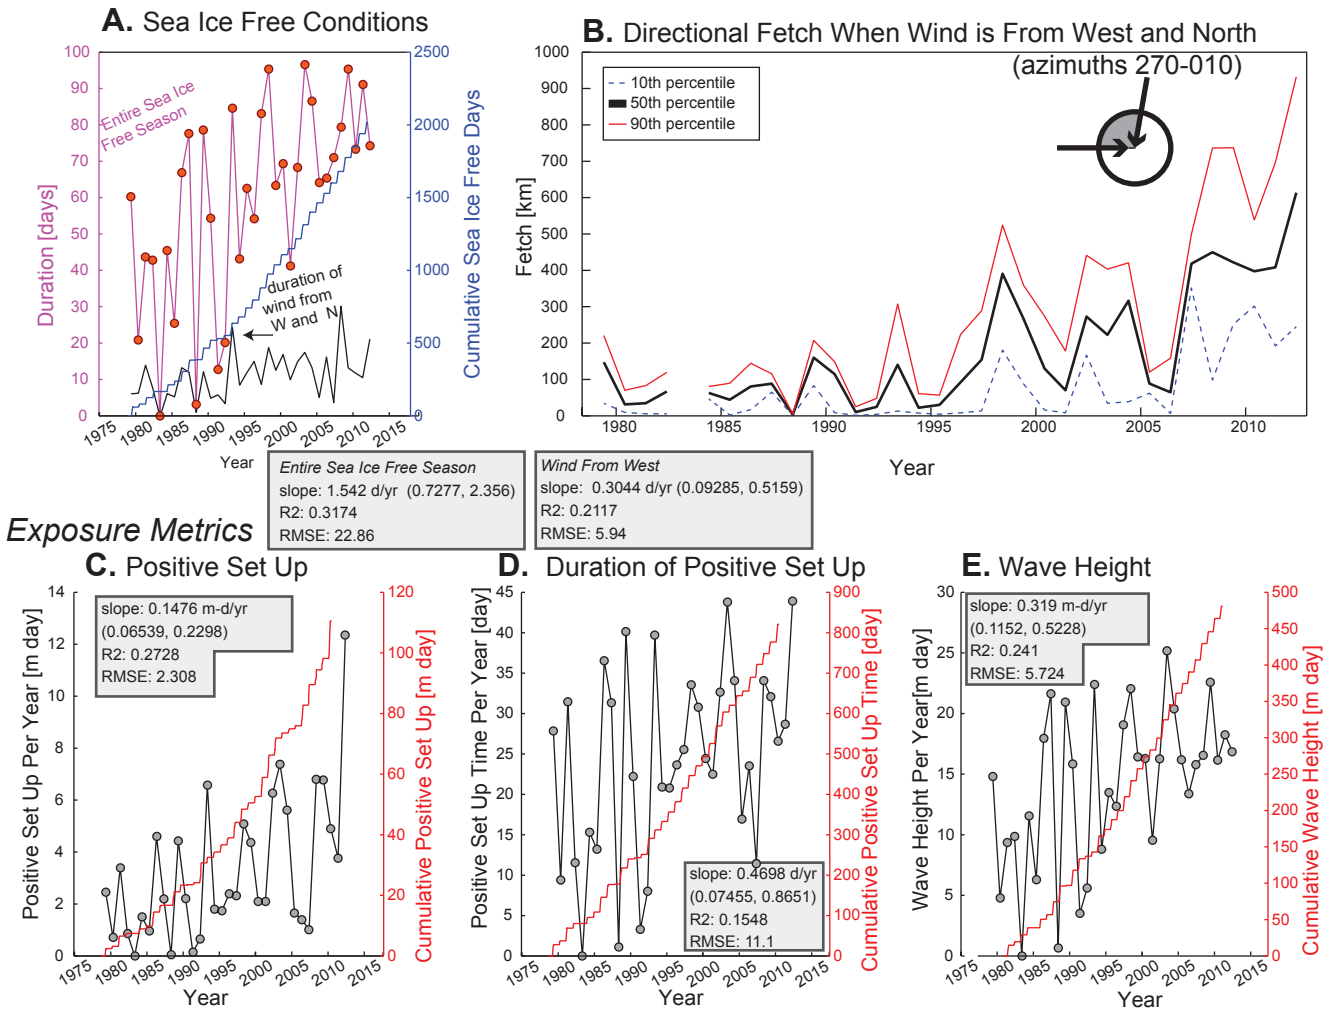 A. Sea Ice Free Conditions
100
90
80
70
60
50
40
30
20
10
0
Duration [days]
2500
2000
1500
1000
500
0
Cumulative Sea Ice Free Days
Entire Sea Ice
Free Season
duration of
wind from
W and N
1975
1980
1985
1990
1995
2000
2005
2010
2015
Year
B. Directional Fetch When Wind is From West and North
(azimuths 270-010)
10th percentile
50th percentile
90th percentile
1000
900
800
700
600
500
400
300
200
100
0
Fetch [km]
1980
1985
1990
1995
2000
2005
2010
Year
Entire Sea Ice Free Season
slope: 1.542 d/yr (0.7277, 2.356)
R2: 0.3174
RMSE: 22.86
Wind From West
slope: 0.3044 d/yr (0.09285, 0.5159)
R2: 0.2117
RMSE: 5.94
Exposure Metrics
C. Positive Set Up
14
12
10
8
6
4
2
0
Positive Set Up Per Year [m day]
slope: 0.1476 m-d/yr
(0.06539, 0.2298)
R2: 0.2728
RMSE: 2.308
120
100
80
60
40
20
0
Cumulative Positive Set Up [m day]
1975
1980
1985
1990
1995
2000
2005
2010
2015
Year
D. Duration of Positive Set Up
45
40
35
30
25
20
15
10
5
0
Positive Set Up Time Per Year [day]
slope: 0.4698 d/yr
(0.07455, 0.8651)
R2: 0.1548
RMSE: 11.1
900
800
700
600
500
400
300
200
100
0
Cumulative Positive Set Up Time [day]
1975
1980
1985
1990
1995
2000
2005
2010
2015
Year
E. Wave Height
30
25
20
15
10
5
0
Wave Height Per Year[m day]
slope: 0.319 m-d/yr
(0.1152, 0.5228)
R2: 0.241
RMSE: 5.724
500
450
400
350
300
250
200
150
100
50
0
Cumulative Wave Height [m day]
1975
1980
1985
1990
1995
2000
2005
2010
2015
Year